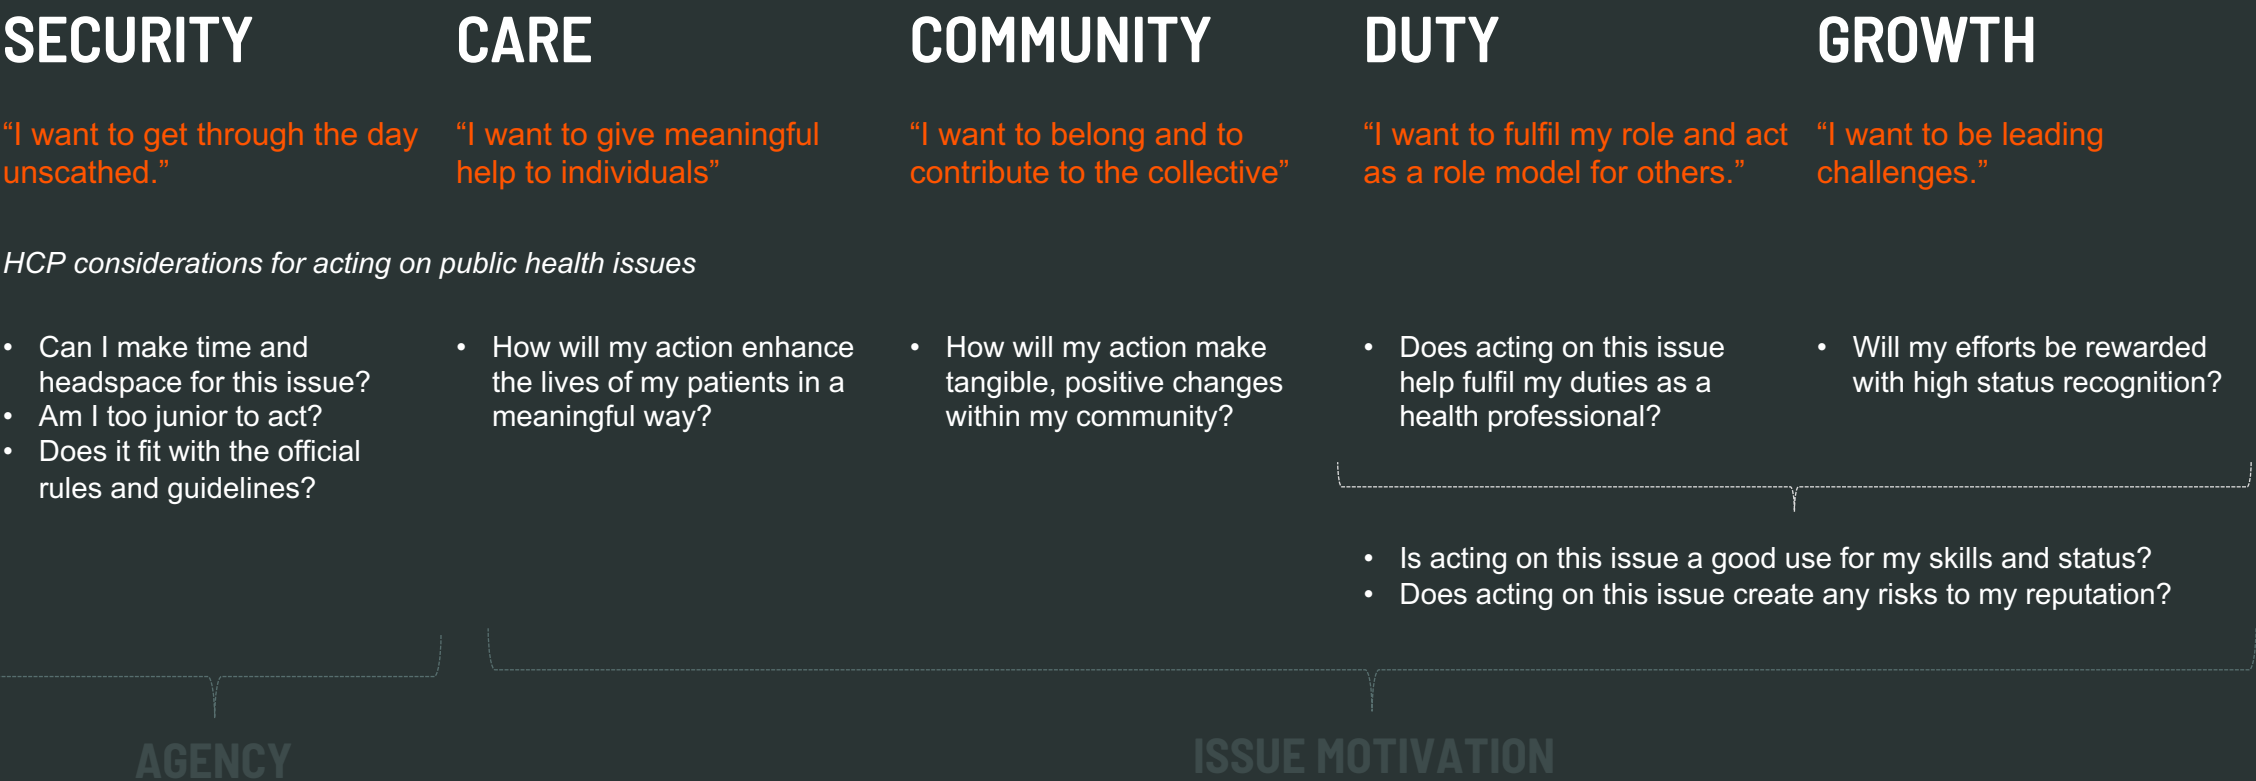 SECURITY
“I want to get through the day
unscathed.”
CARE
“I want to give meaningful
help to individuals”
COMMUNITY
“I want to belong and to
contribute to the collective”
DUTY
“I want to fulfil my role and act
as a role model for others.”
GROWTH
“I want to be leading
challenges.”
HCP considerations for acting on public health issues
• Can I make time and
headspace for this issue?
• Am I too junior to act?
• Does it fit with the official
rules and guidelines?
• How will my action enhance
the lives of my patients in a
meaningful way?
• How will my action make
tangible, positive changes
within my community?
• Does acting on this issue
help fulfil my duties as a
health professional?
• Will my efforts be rewarded
with high status recognition?
• Is acting on this issue a good use for my skills and status?
• Does acting on this issue create any risks to my reputation?
AGENCY
ISSUE MOTIVATION